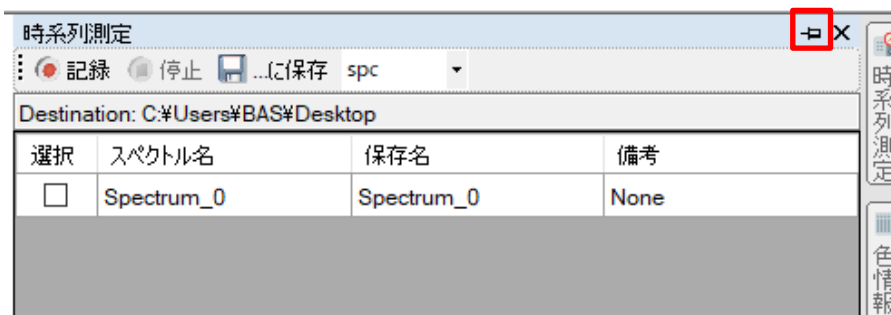 時系列測定
記録 停止 ...に保存 spc
Destination: C:¥Users¥BAS¥Desktop
選択 スペクトル名 保存名 備考
Spectrum_0 Spectrum_0 None
時系列測定
色情報